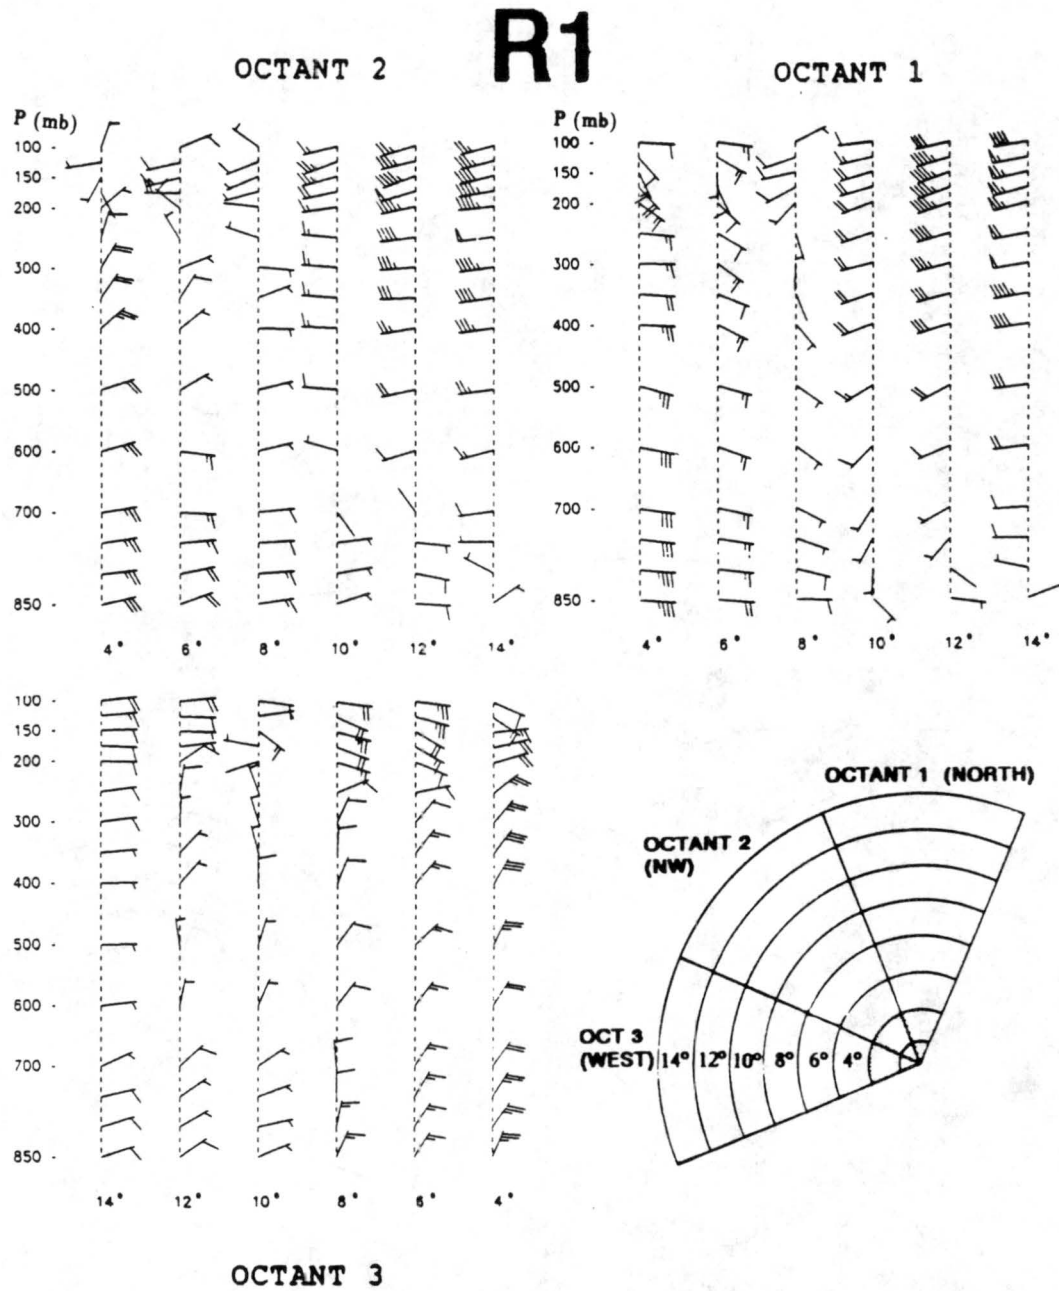 R1
OCTANT 2
OCTANT 1
P (mb)
100 -
150 -
200 -
300 -
400 -
500 -
600 -
700 -
850 -
4° 6° 8° 10° 12° 14°
P (mb)
100 -
150 -
200 -
300 -
400 -
500 -
600 -
700 -
850 -
4° 6° 8° 10° 12° 14°
100 -
150 -
200 -
300 -
400 -
500 -
600 -
700 -
850 -
14° 12° 10° 8° 6° 4°
OCTANT 3
OCTANT 1 (NORTH)
OCTANT 2
(NW)
OCT 3
(WEST) 14° 12° 10° 8° 6° 4°